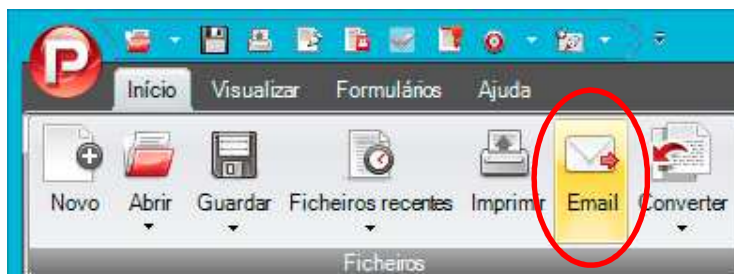 P
Início Visualizar Formulários Ajuda
Novo Abrir Guardar Ficheiros recentes Imprimir Email Converter
Ficheiros